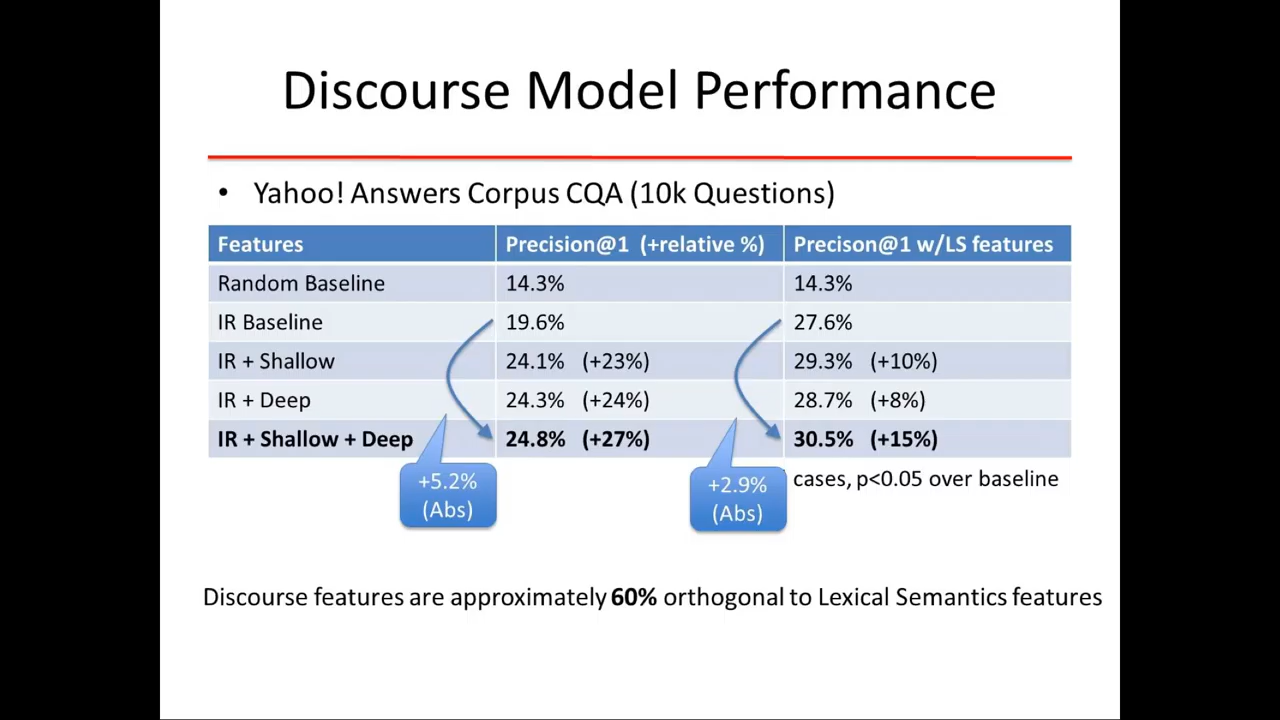 Discourse Model Performance
• Yahoo! Answers Corpus CQA (10k Questions)
Features Precision@1 (+relative %) Precison@1 w/LS features
Random Baseline 14.3% 14.3%
IR Baseline 19.6% 27.6%
IR + Shallow 24.1% (+23%) 29.3% (+10%)
IR + Deep 24.3% (+24%) 28.7% (+8%)
IR + Shallow + Deep 24.8% (+27%) 30.5% (+15%)
cases, p<0.05 over baseline
+5.2%
(Abs)
+2.9%
(Abs)
Discourse features are approximately 60% orthogonal to Lexical Semantics features